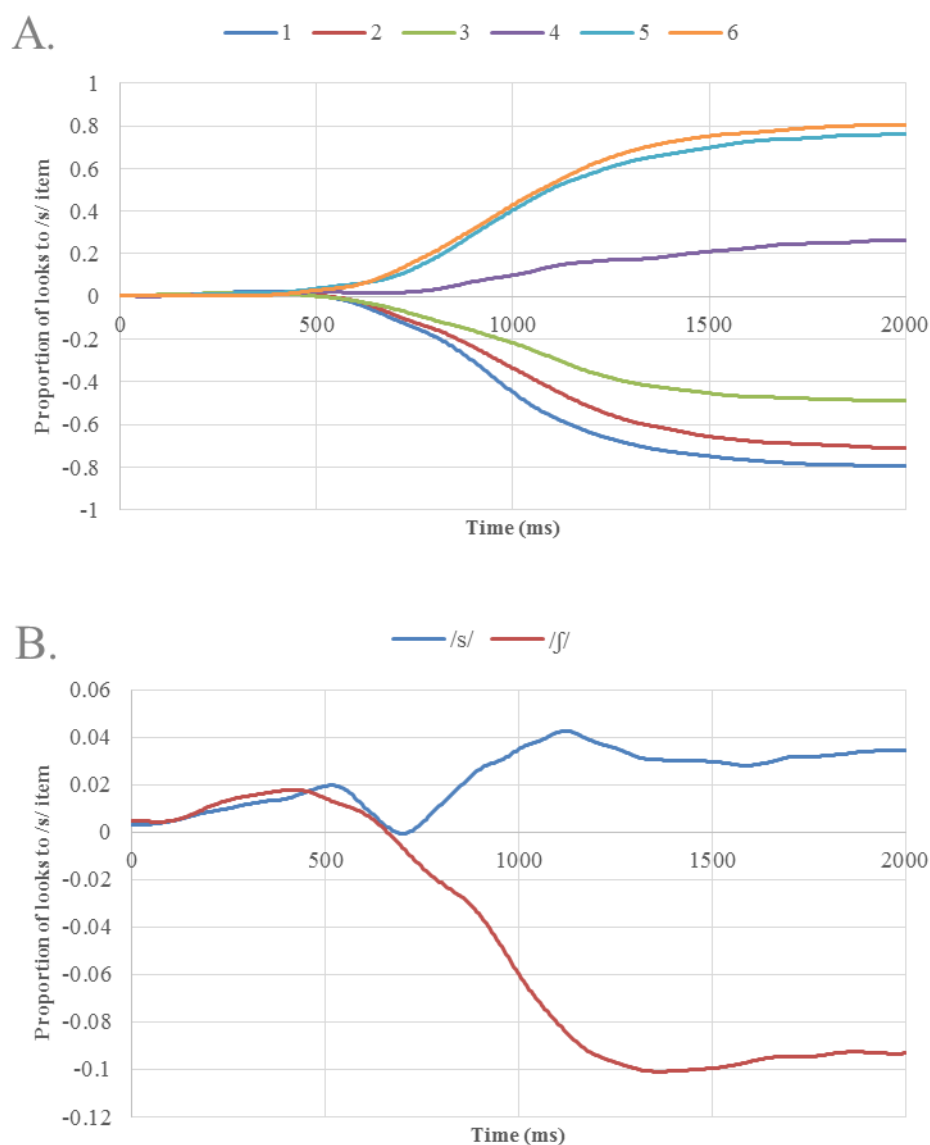 A.
1 2 3 4 5 6
1
0.8
0.6
0.4
0.2
0
-0.2
-0.4
-0.6
-0.8
-1
0 500 1000 1500 2000
Proportion of looks to /s/ item
Time (ms)
B.
/s/ /ʃ/
0.06
0.04
0.02
0
-0.02
-0.04
-0.06
-0.08
-0.1
-0.12
0 500 1000 1500 2000
Proportion of looks to /s/ item
Time (ms)